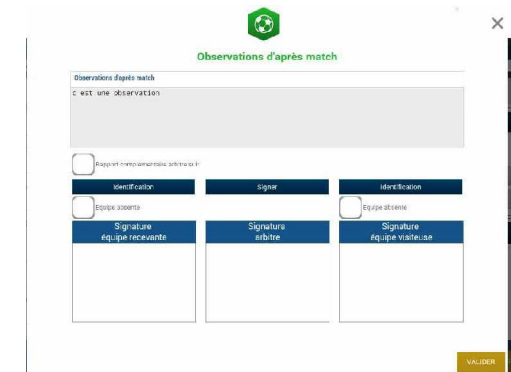 Observations d'après match
Observations d'après match
c est une observation
Rapport complémentaire arbitre suit
Identification
Signer
Identification
Equipe absente
Equipe absente
Signature
équipe recevante
Signature
arbitre
Signature
équipe visiteuse
VALIDER